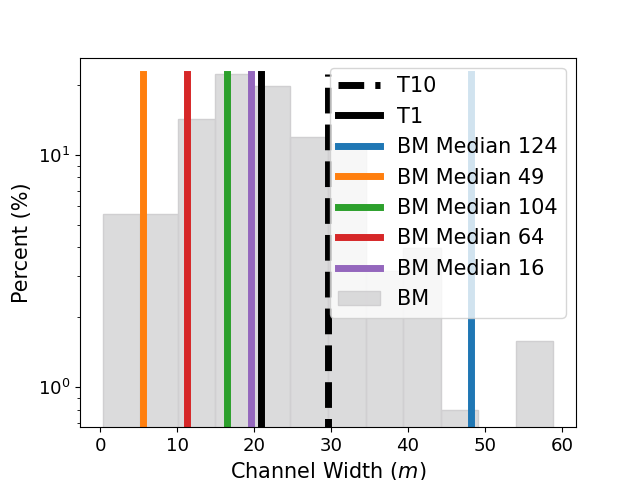 T10
T1
BM Median 124
BM Median 49
BM Median 104
BM Median 64
BM Median 16
BM
Percent (%)
10¹
10⁰
0 10 20 30 40 50 60
Channel Width (m)